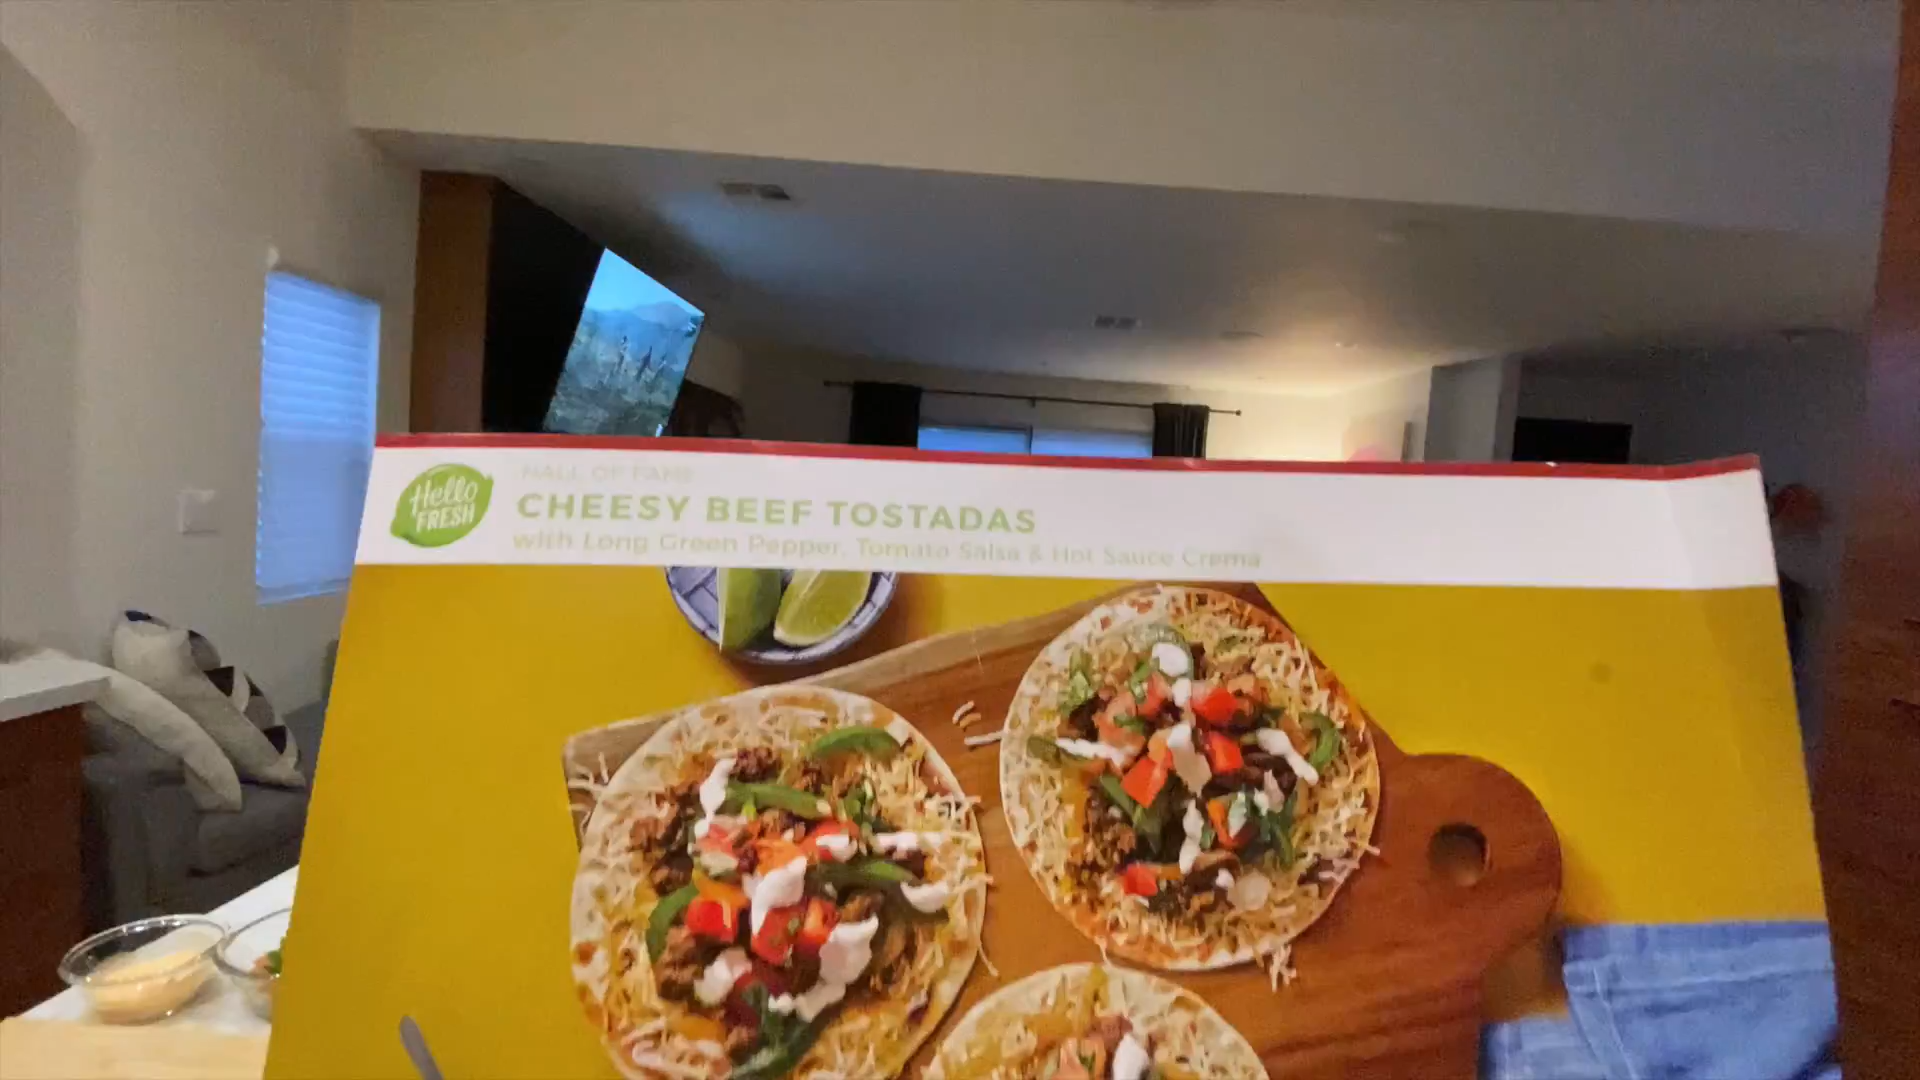 Hello
FRESH
HALL OF FAME
CHEESY BEEF TOSTADAS
with Long Green Pepper, Tomato Salsa & Hot Sauce Crema